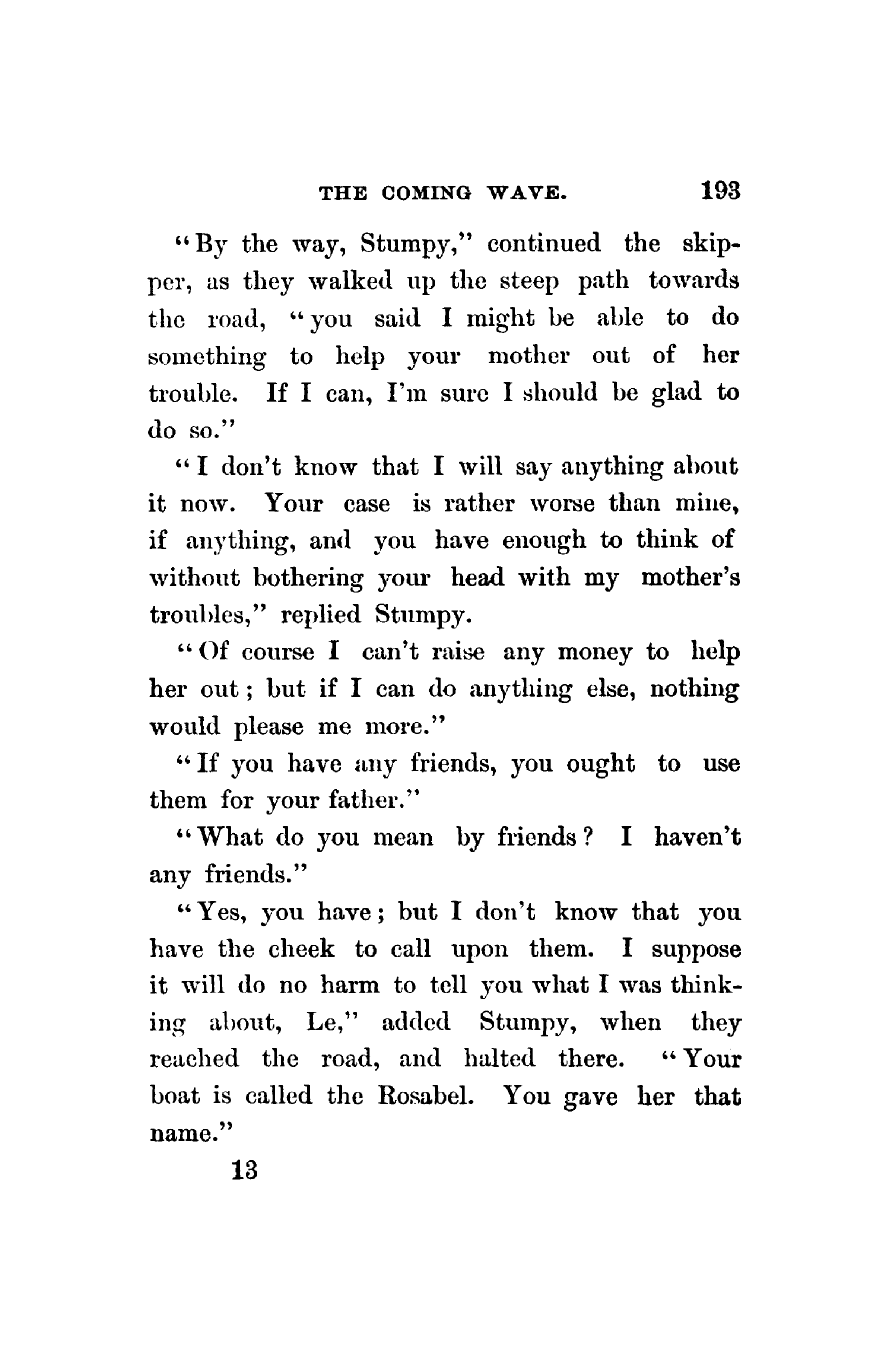 THE COMING WAVE. 193
“By the way, Stumpy,” continued the skip-
per, as they walked up the steep path towards
the road, “you said I might be able to do
something to help your mother out of her
trouble. If I can, I’m sure I should be glad to
do so.”
“I don’t know that I will say anything about
it now. Your case is rather worse than mine,
if anything, and you have enough to think of
without bothering your head with my mother’s
troubles,” replied Stumpy.
“Of course I can’t raise any money to help
her out; but if I can do anything else, nothing
would please me more.”
“If you have any friends, you ought to use
them for your father.”
“What do you mean by friends? I haven’t
any friends.”
“Yes, you have; but I don’t know that you
have the cheek to call upon them. I suppose
it will do no harm to tell you what I was think-
ing about, Le,” added Stumpy, when they
reached the road, and halted there. “Your
boat is called the Rosabel. You gave her that
name.”
13